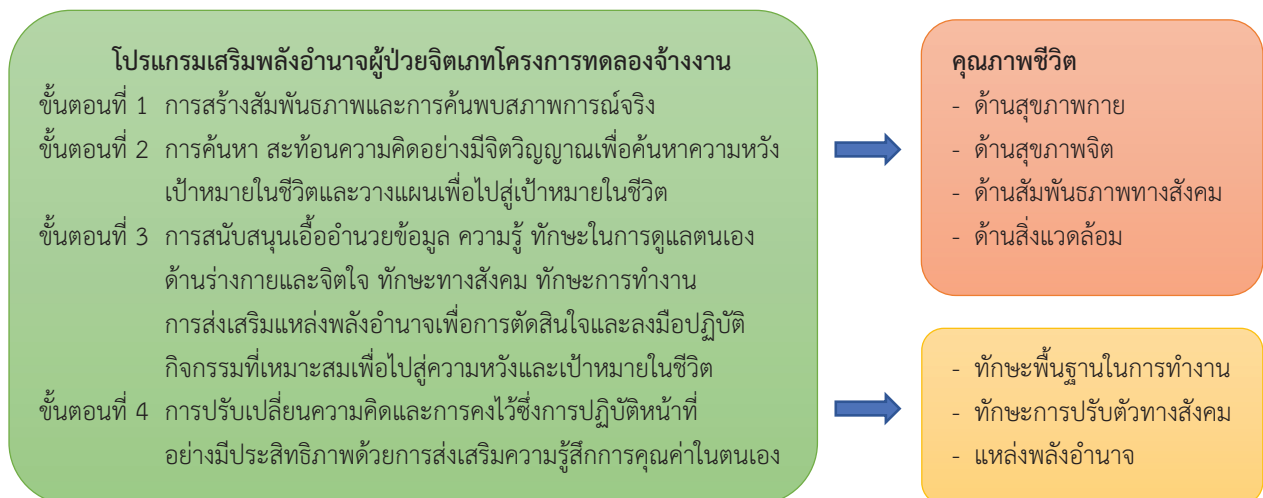 โปรแกรมเสริมพลังอำนาจผู้ป่วยจิตเภทโครงการทดลองจ้างงาน
ขั้นตอนที่ 1 การสร้างสัมพันธภาพและการค้นพบสภาพการณ์จริง
ขั้นตอนที่ 2 การค้นหา สะท้อนความคิดอย่างมีจิตวิญญาณเพื่อค้นหาความหวัง
เป้าหมายในชีวิตและวางแผนเพื่อไปสู่เป้าหมายในชีวิต
ขั้นตอนที่ 3 การสนับสนุนเอื้ออำนวยข้อมูล ความรู้ ทักษะในการดูแลตนเอง
ด้านร่างกายและจิตใจ ทักษะทางสังคม ทักษะการทำงาน
การส่งเสริมแหล่งพลังอำนาจเพื่อการตัดสินใจและลงมือปฏิบัติ
กิจกรรมที่เหมาะสมเพื่อไปสู่ความหวังและเป้าหมายในชีวิต
ขั้นตอนที่ 4 การปรับเปลี่ยนความคิดและการคงไว้ซึ่งการปฏิบัติหน้าที่
อย่างมีประสิทธิภาพด้วยการส่งเสริมความรู้สึกการคุณค่าในตนเอง
คุณภาพชีวิต
- ด้านสุขภาพกาย
- ด้านสุขภาพจิต
- ด้านสัมพันธภาพทางสังคม
- ด้านสิ่งแวดล้อม
- ทักษะพื้นฐานในการทำงาน
- ทักษะการปรับตัวทางสังคม
- แหล่งพลังอำนาจ